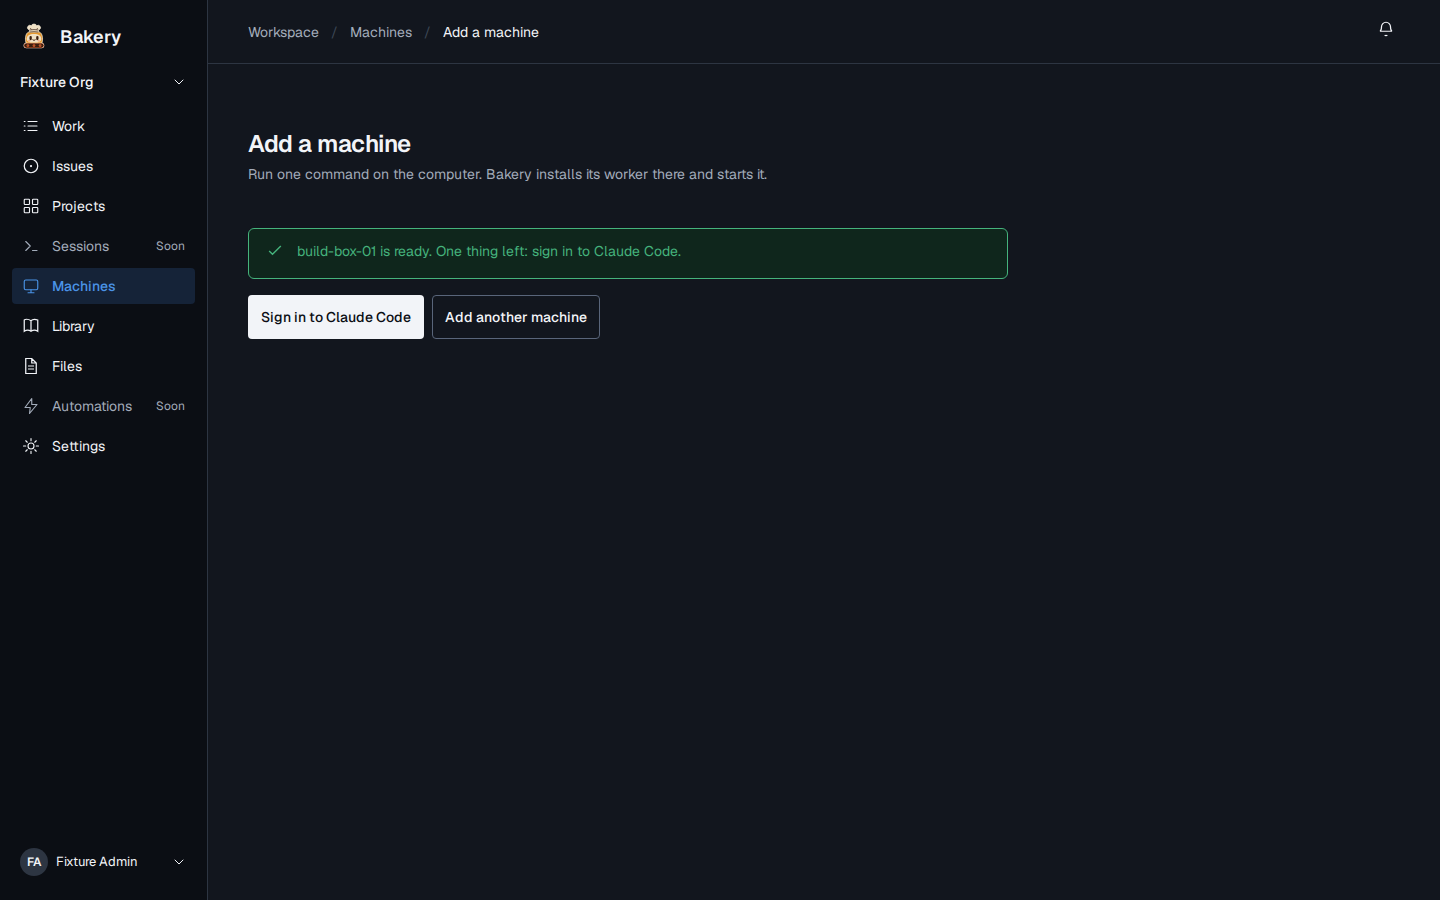 Bakery
Fixture Org
Work
Issues
Projects
Sessions Soon
Machines
Library
Files
Automations Soon
Settings
FA Fixture Admin
Workspace / Machines / Add a machine
Add a machine
Run one command on the computer. Bakery installs its worker there and starts it.
build-box-01 is ready. One thing left: sign in to Claude Code.
Sign in to Claude Code Add another machine